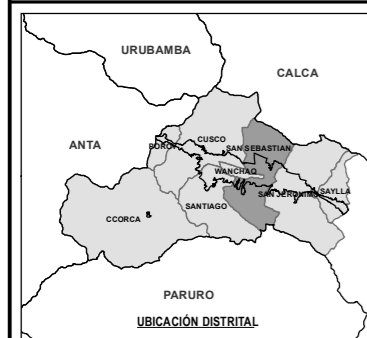 URUBAMBA
CALCA
ANTA
CUSCO
POROY
SAN SEBASTIAN
WANCHAQ
SAYLLA
SAN JERONIMO
CCORCA
SANTIAGO
PARURO
UBICACIÓN DISTRITAL